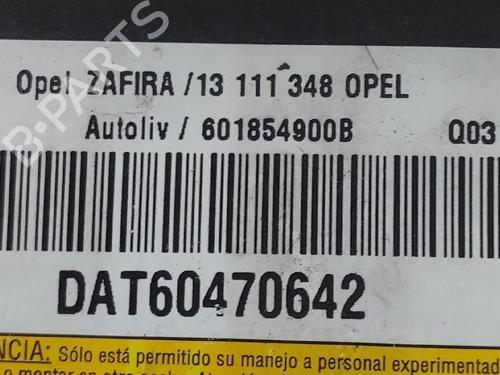 Opel ZAFIRA /13 111 348 OPEL
Autoliv / 601854900B Q03
B-PARTS
DAT60470642
NCIA: Sólo está permitido su manejo a personal experimentad